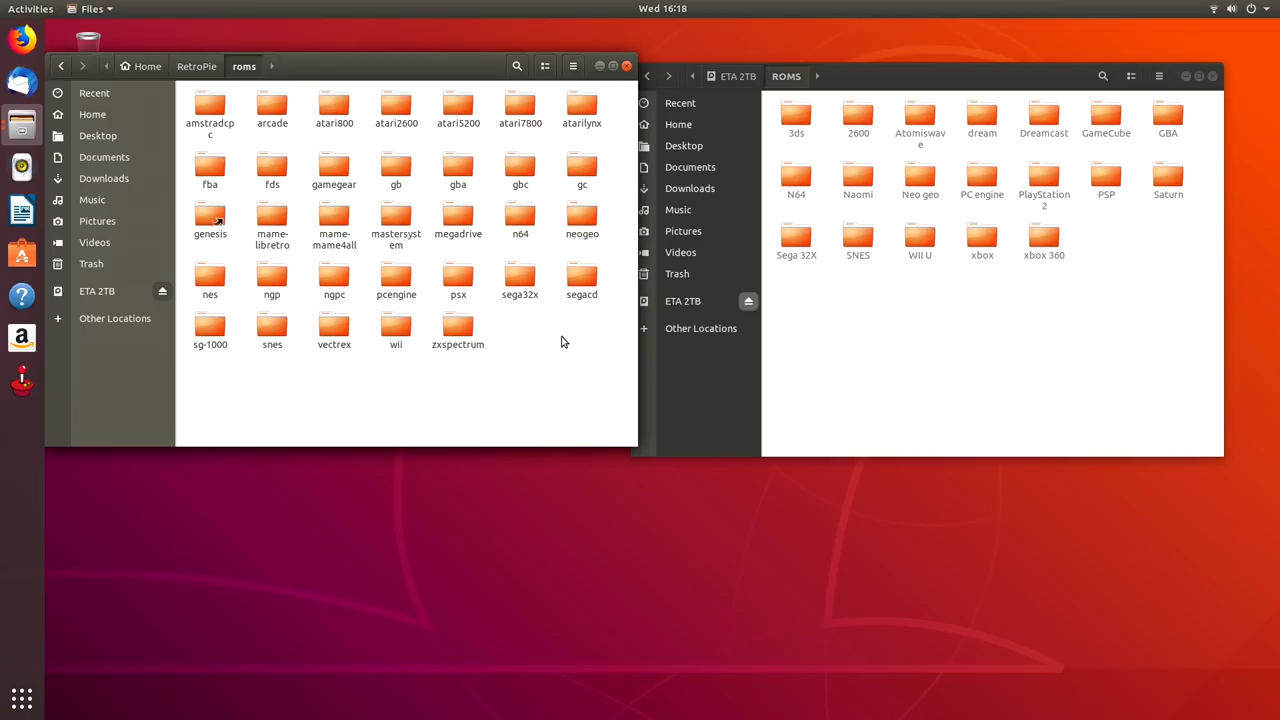 Activities
Files
Wed 16:18
Home
RetroPie
roms
Recent
Home
Desktop
Documents
Downloads
Music
Pictures
Videos
Trash
ETA 2TB
Other Locations
amstradcp
c
arcade
atari800
atari2600
atari5200
atari7800
atarilynx
fba
fds
gamegear
gb
gba
gbc
gc
genesis
mame-
libretro
mame-
mame4all
mastersyst
em
megadrive
n64
neogeo
nes
ngp
ngpc
pcengine
psx
sega32x
segacd
sg-1000
snes
vectrex
wii
zxspectrum
ETA 2TB
ROMS
Recent
Home
Desktop
Documents
Downloads
Music
Pictures
Videos
Trash
ETA 2TB
Other Locations
3ds
2600
Atomiswav
e
dream
Dreamcast
GameCube
GBA
N64
Naomi
Neo geo
PC engine
PlayStation
2
PSP
Saturn
Sega 32X
SNES
WII U
xbox
xbox 360